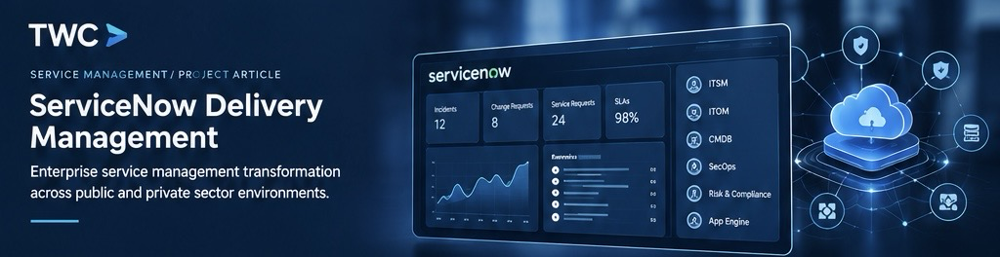 TWC
SERVICE MANAGEMENT / PROJECT ARTICLE
ServiceNow Delivery
Management
Enterprise service management transformation
across public and private sector environments.
servicenow
Incidents
12
Change Requests
8
Service Requests
24
SLAs
98%
ITSM
ITOM
CMDB
SecOps
Risk & Compliance
App Engine